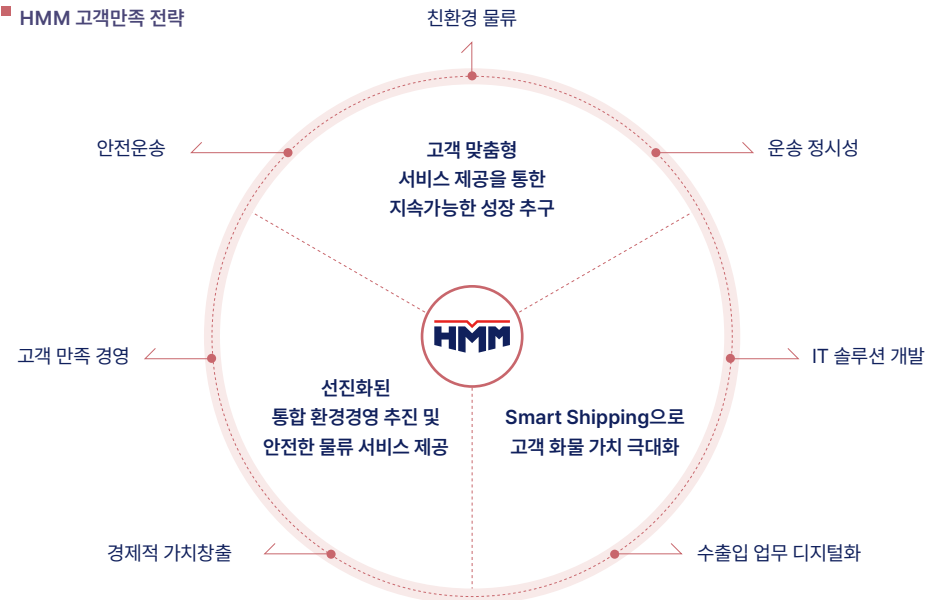 HMM 고객만족 전략
친환경 물류
안전운송
운송 정시성
고객 맞춤형
서비스 제공을 통한
지속가능한 성장 추구
HMM
고객 만족 경영
IT 솔루션 개발
선진화된
통합 환경경영 추진 및
안전한 물류 서비스 제공
Smart Shipping으로
고객 화물 가치 극대화
경제적 가치창출
수출입 업무 디지털화